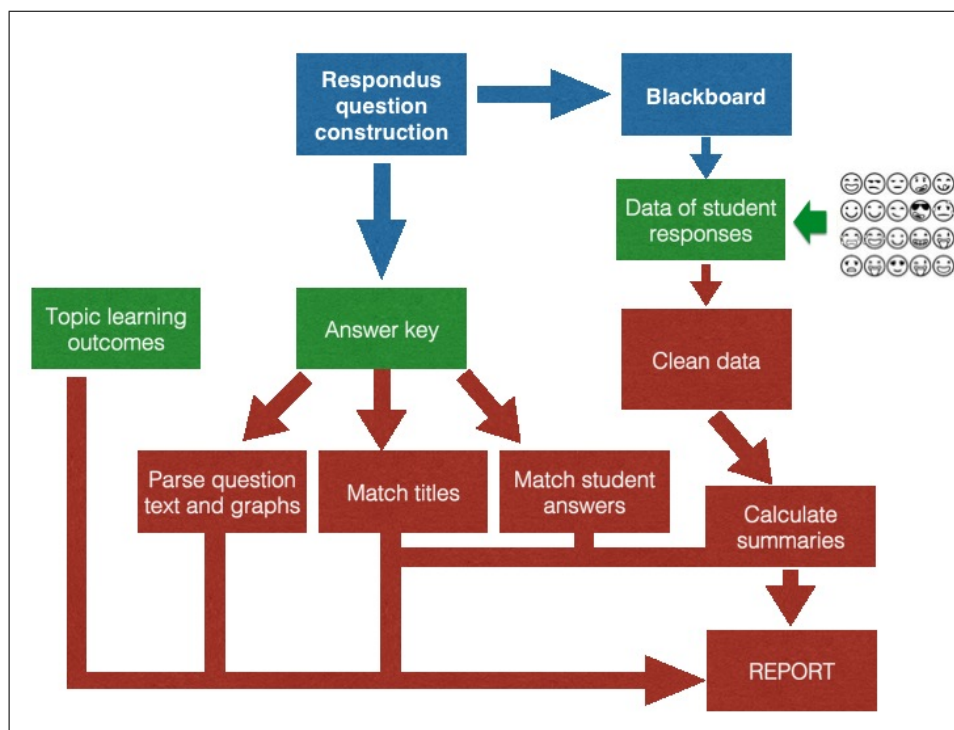 Respondus
question
construction
Blackboard
Data of student
responses
Topic learning
outcomes
Answer key
Clean data
Parse question
text and graphs
Match titles
Match student
answers
Calculate
summaries
REPORT